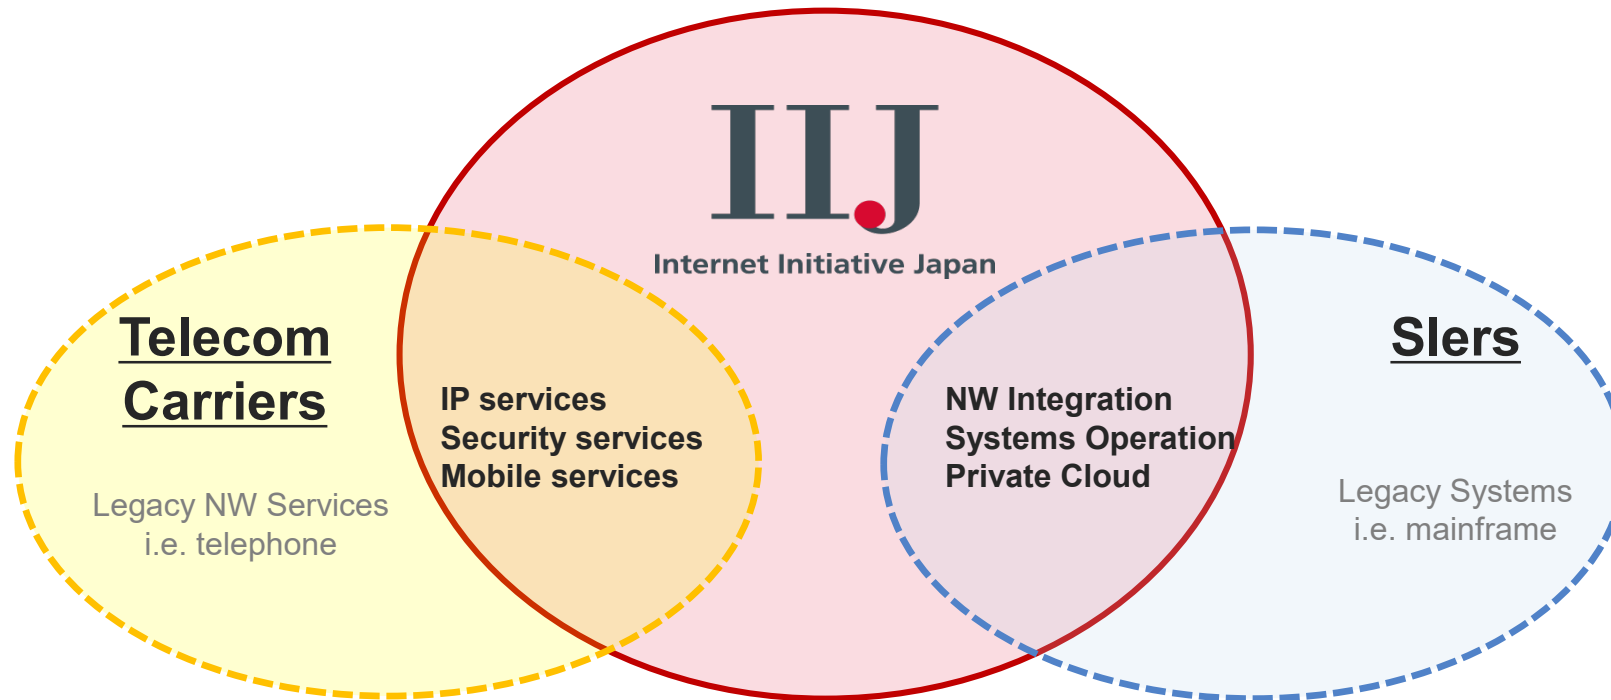 IIJ
Internet Initiative Japan
Telecom
Carriers
Legacy NW Services
i.e. telephone
IP services
Security services
Mobile services
NW Integration
Systems Operation
Private Cloud
SIers
Legacy Systems
i.e. mainframe